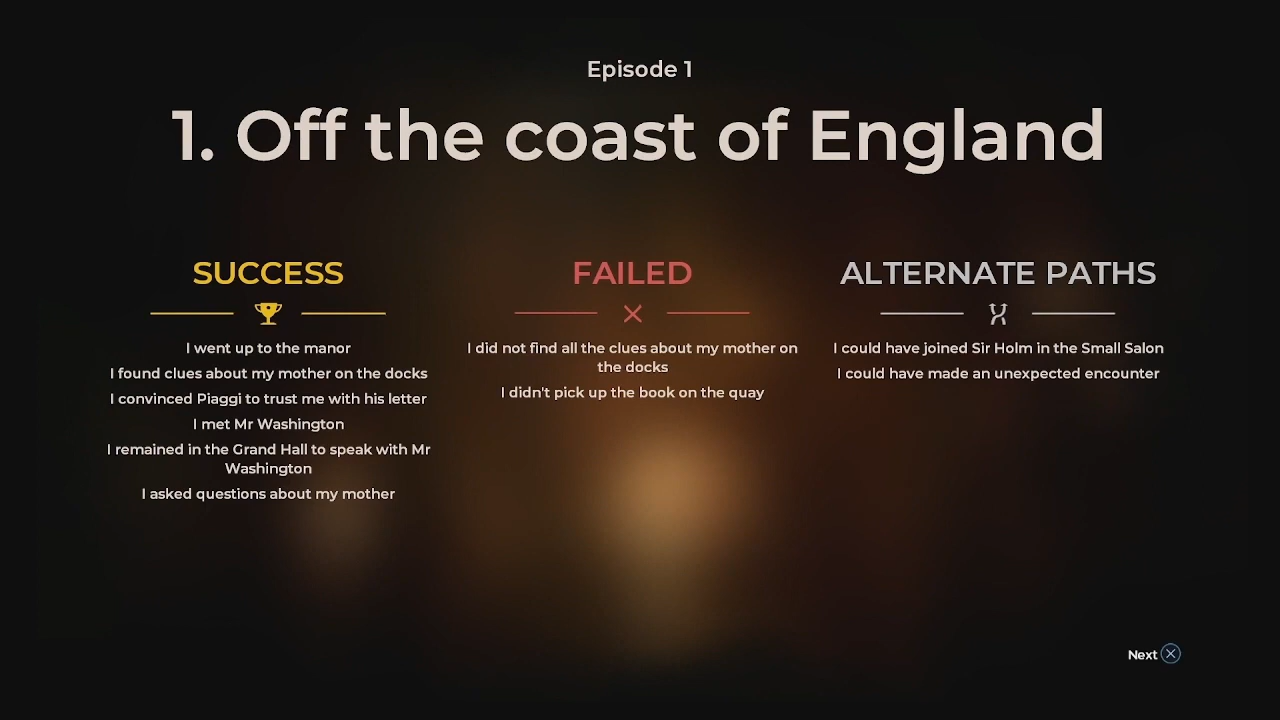 Episode 1
1. Off the coast of England
SUCCESS
I went up to the manor
I found clues about my mother on the docks
I convinced Piaggi to trust me with his letter
I met Mr Washington
I remained in the Grand Hall to speak with Mr
Washington
I asked questions about my mother
FAILED
I did not find all the clues about my mother on
the docks
I didn't pick up the book on the quay
ALTERNATE PATHS
I could have joined Sir Holm in the Small Salon
I could have made an unexpected encounter
Next